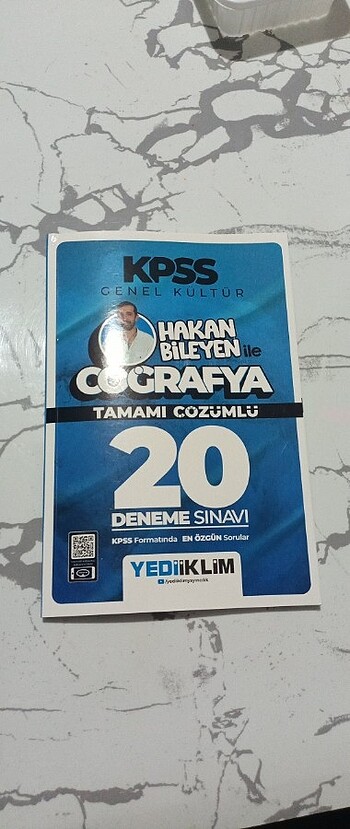 KPSS
GENEL KÜLTÜR
HAKAN
BİLEYEN ile
COĞRAFYA
TAMAMI ÇÖZÜMLÜ
20
DENEME SINAVI
KPSS Formatında EN ÖZGÜN Sorular
YEDİİKLİM
/yediiklimyayincilik